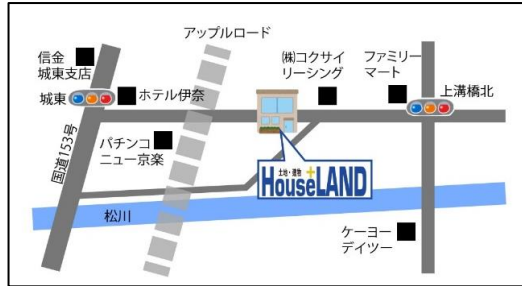 アップルロード
信金
城東支店
㈱コクサイ
リーシング
ファミリー
マート
上溝橋北
城東
ホテル伊奈
国道153号
パチンコ
ニュー京楽
土地・建物
HouseLAND
松川
ケーヨー
デイツー